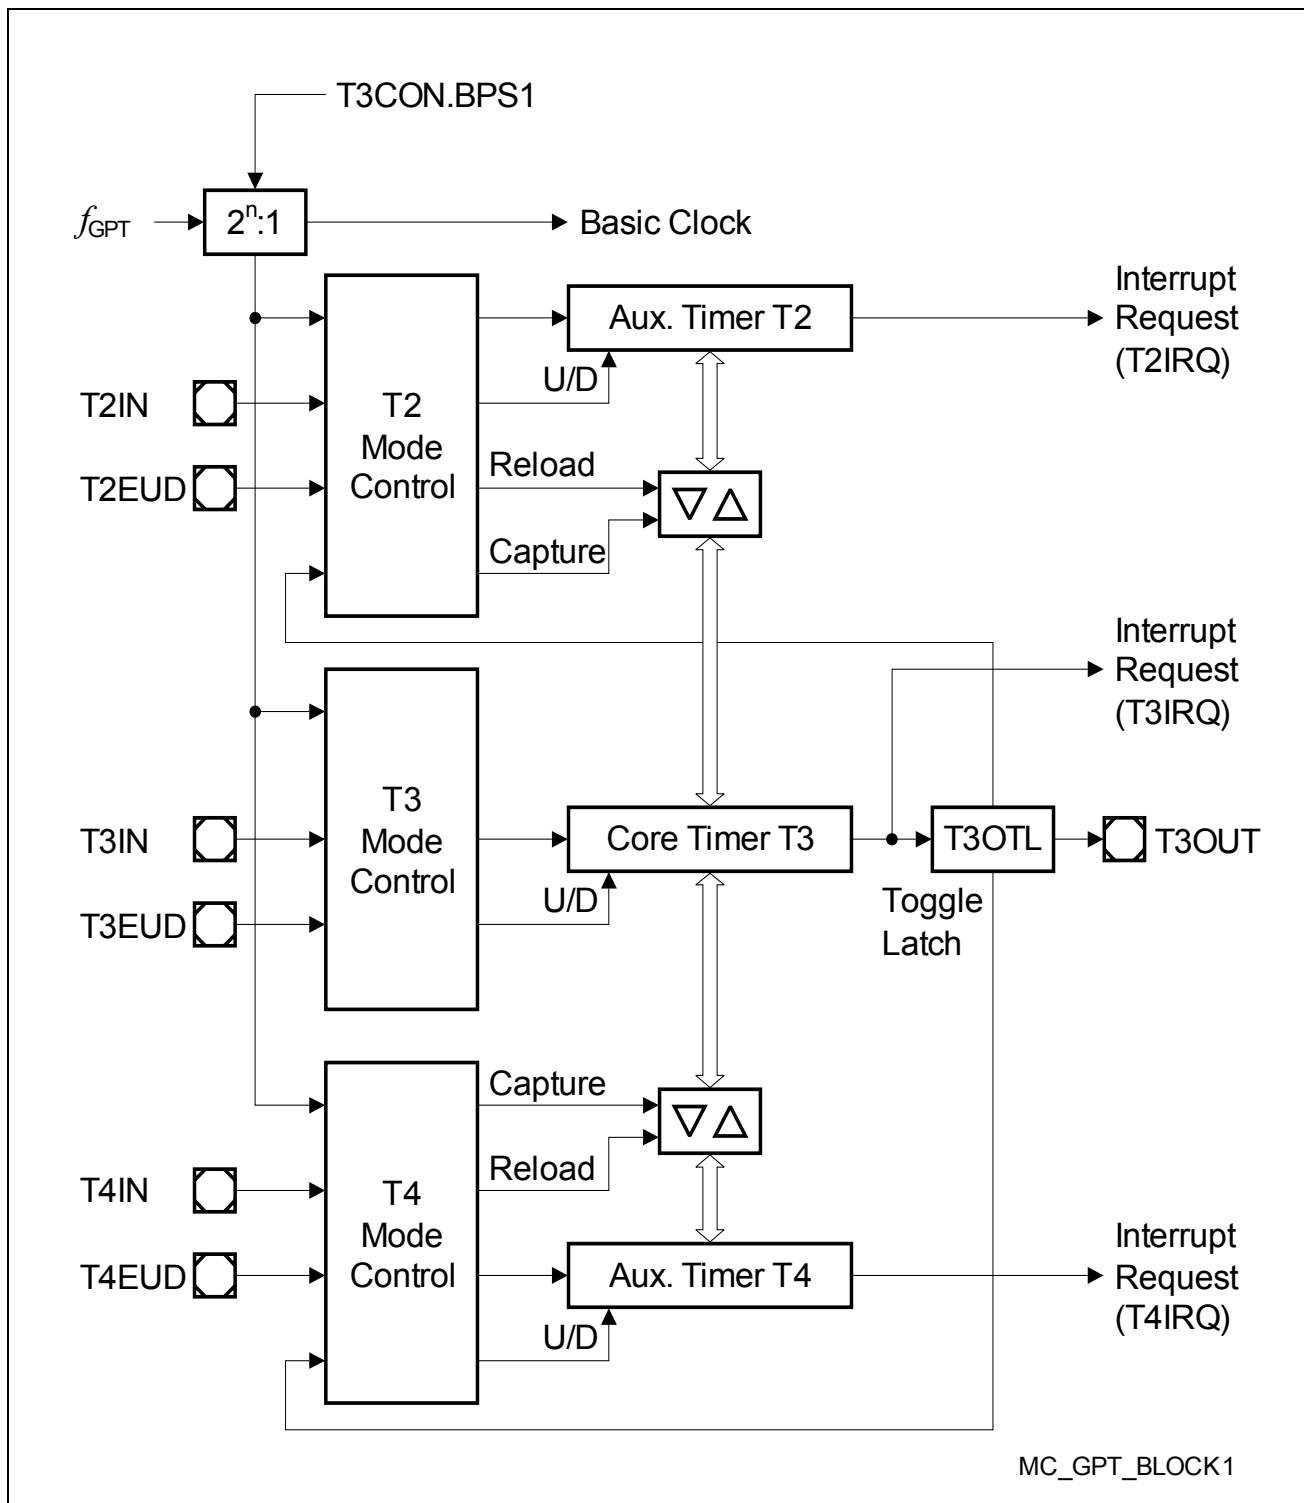 T3CON.BPS1
fGPT
2ⁿ:1
Basic Clock
Interrupt
Request
(T2IRQ)
Aux. Timer T2
U/D
T2IN
T2
Mode
Control
T2EUD
Reload
Capture
Interrupt
Request
(T3IRQ)
T3IN
T3
Mode
Control
Core Timer T3
T3OTL
T3OUT
U/D
T3EUD
Toggle
Latch
Capture
Reload
T4IN
T4
Mode
Control
T4EUD
Aux. Timer T4
Interrupt
Request
(T4IRQ)
U/D
MC_GPT_BLOCK1